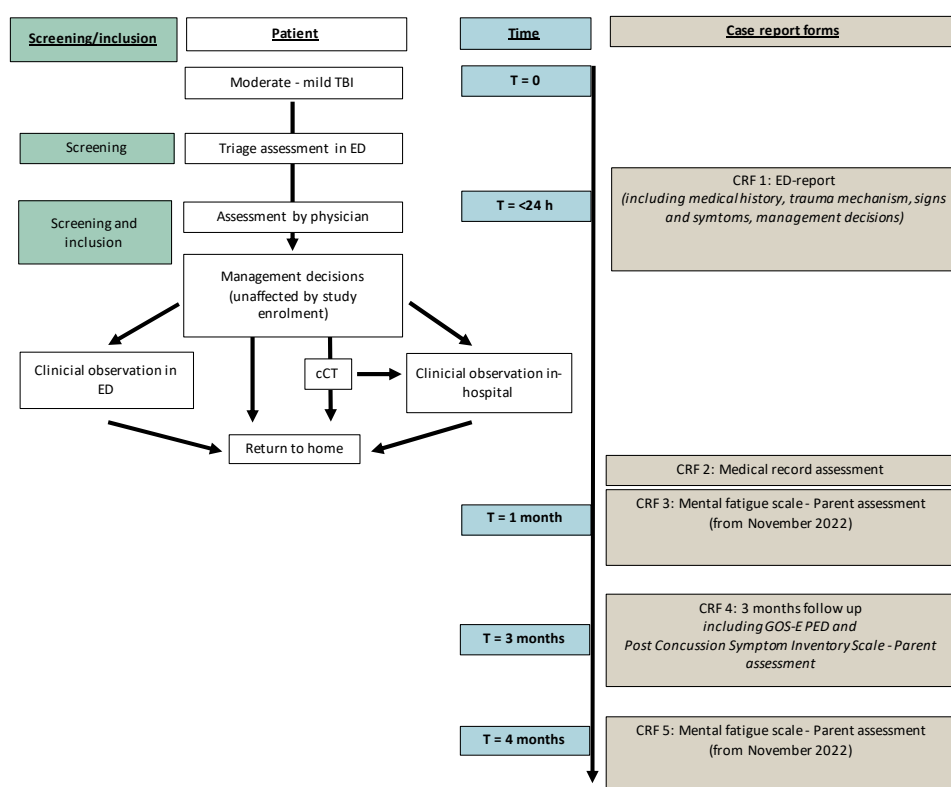 Screening/inclusion
Patient
Time
Case report forms
Moderate - mild TBI
T = 0
Screening
Triage assessment in ED
CRF 1: ED-report
(including medical history, trauma mechanism, signs
and symtoms, management decisions)
T = <24 h
Screening and
inclusion
Assessment by physician
Management decisions
(unaffected by study
enrolment)
Clinicial observation in
ED
cCT
Clinicial observation in-
hospital
Return to home
CRF 2: Medical record assessment
T = 1 month
CRF 3: Mental fatigue scale - Parent assessment
(from November 2022)
T = 3 months
CRF 4: 3 months follow up
including GOS-E PED and
Post Concussion Symptom Inventory Scale - Parent
assessment
T = 4 months
CRF 5: Mental fatigue scale - Parent assessment
(from November 2022)